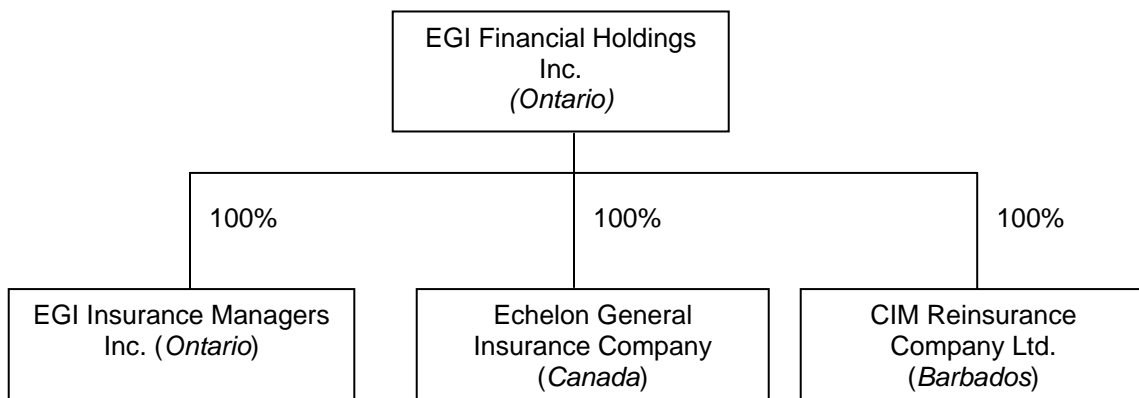 EGI Financial Holdings
Inc.
(Ontario)
100%
100%
100%
EGI Insurance Managers
Inc. (Ontario)
Echelon General
Insurance Company
(Canada)
CIM Reinsurance
Company Ltd.
(Barbados)